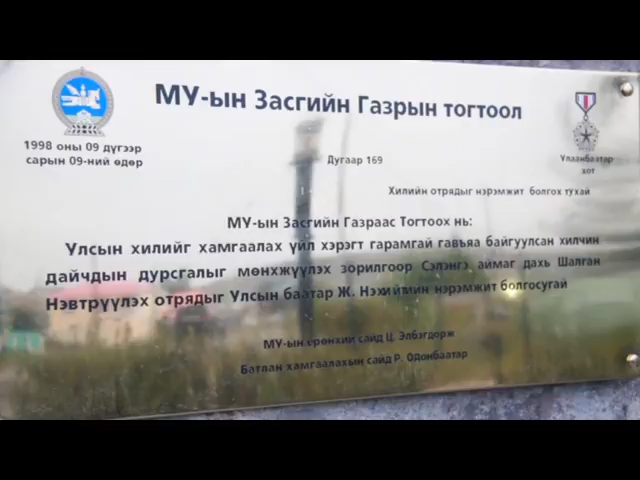 МУ-ын Засгийн Газрын тогтоол
1998 оны 09 дүгээр
сарын 09-ний өдөр
Дугаар 169
Улаанбаатар
хот
Хилийн отрядыг нэрэмжит болгох тухай
МУ-ын Засгийн Газраас Тогтоох нь:
Улсын хилийг хамгаалах үйл хэрэгт гарамгай гавъяа байгуулсан хилчин
дайчдын дурсгалыг мөнхжүүлэх зорилгоор Сэлэнгэ аймаг дахь Шалган
Нэвтрүүлэх отрядыг Улсын баатар Ж. нэрэмжит болгосугай
МУ-ын ерөнхий сайд Ц. Элбэгдорж
Батлан хамгаалахын сайд Р. Одонбаатар